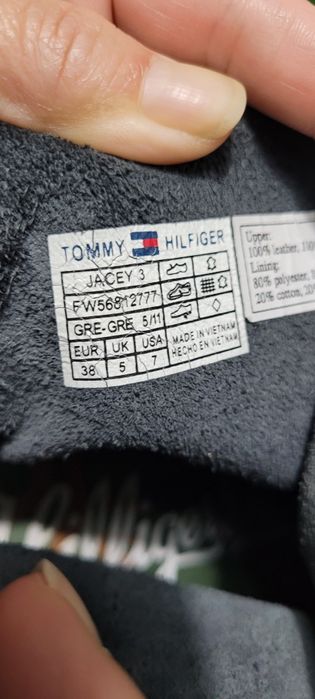 TOMMY HILFIGER
JACEY 3
FW56812777
GRE-GRE 5/11
EUR UK USA
38 5 7
MADE IN VIETNAM
HECHO EN VIETNAM
Upper:
100% leather,
Lining:
80% polyester,
20% cotton,